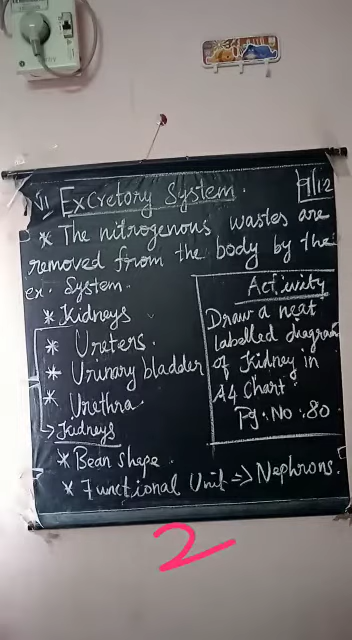 VI Excretory System. 9/12
* The nitrogenous wastes are
removed from the body by the
ex. System.
* Kidneys
* Ureters.
* Urinary bladder
* Urethra.
→ Kidneys
* Bean shape.
* Functional Unit => Nephrons.
Activity
Draw a neat
labelled diagram
of Kidney in
A4 Chart.
Pg. No. 80
2